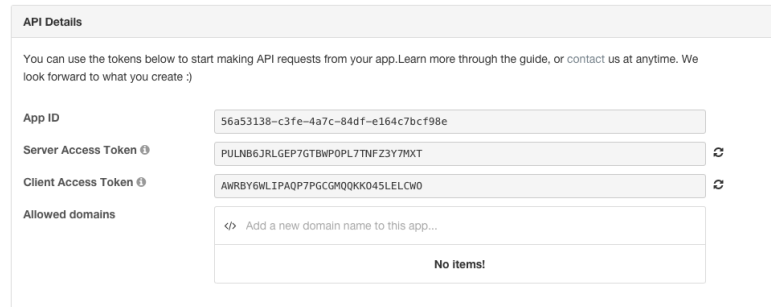 API Details
You can use the tokens below to start making API requests from your app.Learn more through the guide, or contact us at anytime. We
look forward to what you create :)
App ID
56a53138-c3fe-4a7c-84df-e164c7bcf98e
Server Access Token
PULNB6JRLGEP7GTBWPOPL7TNFZ3Y7MXT
Client Access Token
AWRBY6WLIPAQP7PGCGMQQKKO45LELCWO
Allowed domains
</> Add a new domain name to this app...
No items!